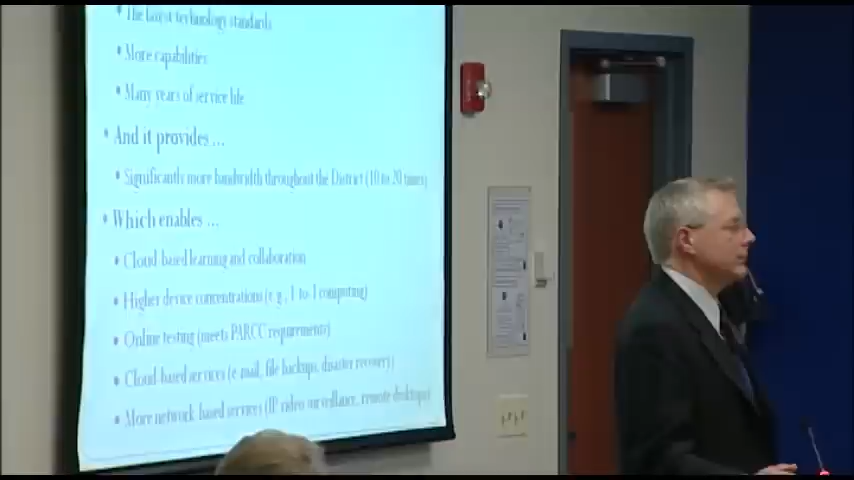 • The latest technology standards
• More capabilities
• Many years of service life
• And it provides ...
• Significantly more bandwidth throughout the District (10 to 20 times)
• Which enables ...
• Cloud-based learning and collaboration
• Higher device concentrations (e.g., 1-to-1 computing)
• Online testing (meets PARCC requirements)
• Cloud-based services (e-mail, file backups, disaster recovery)
• More network-based services (IP video surveillance, remote desktops)